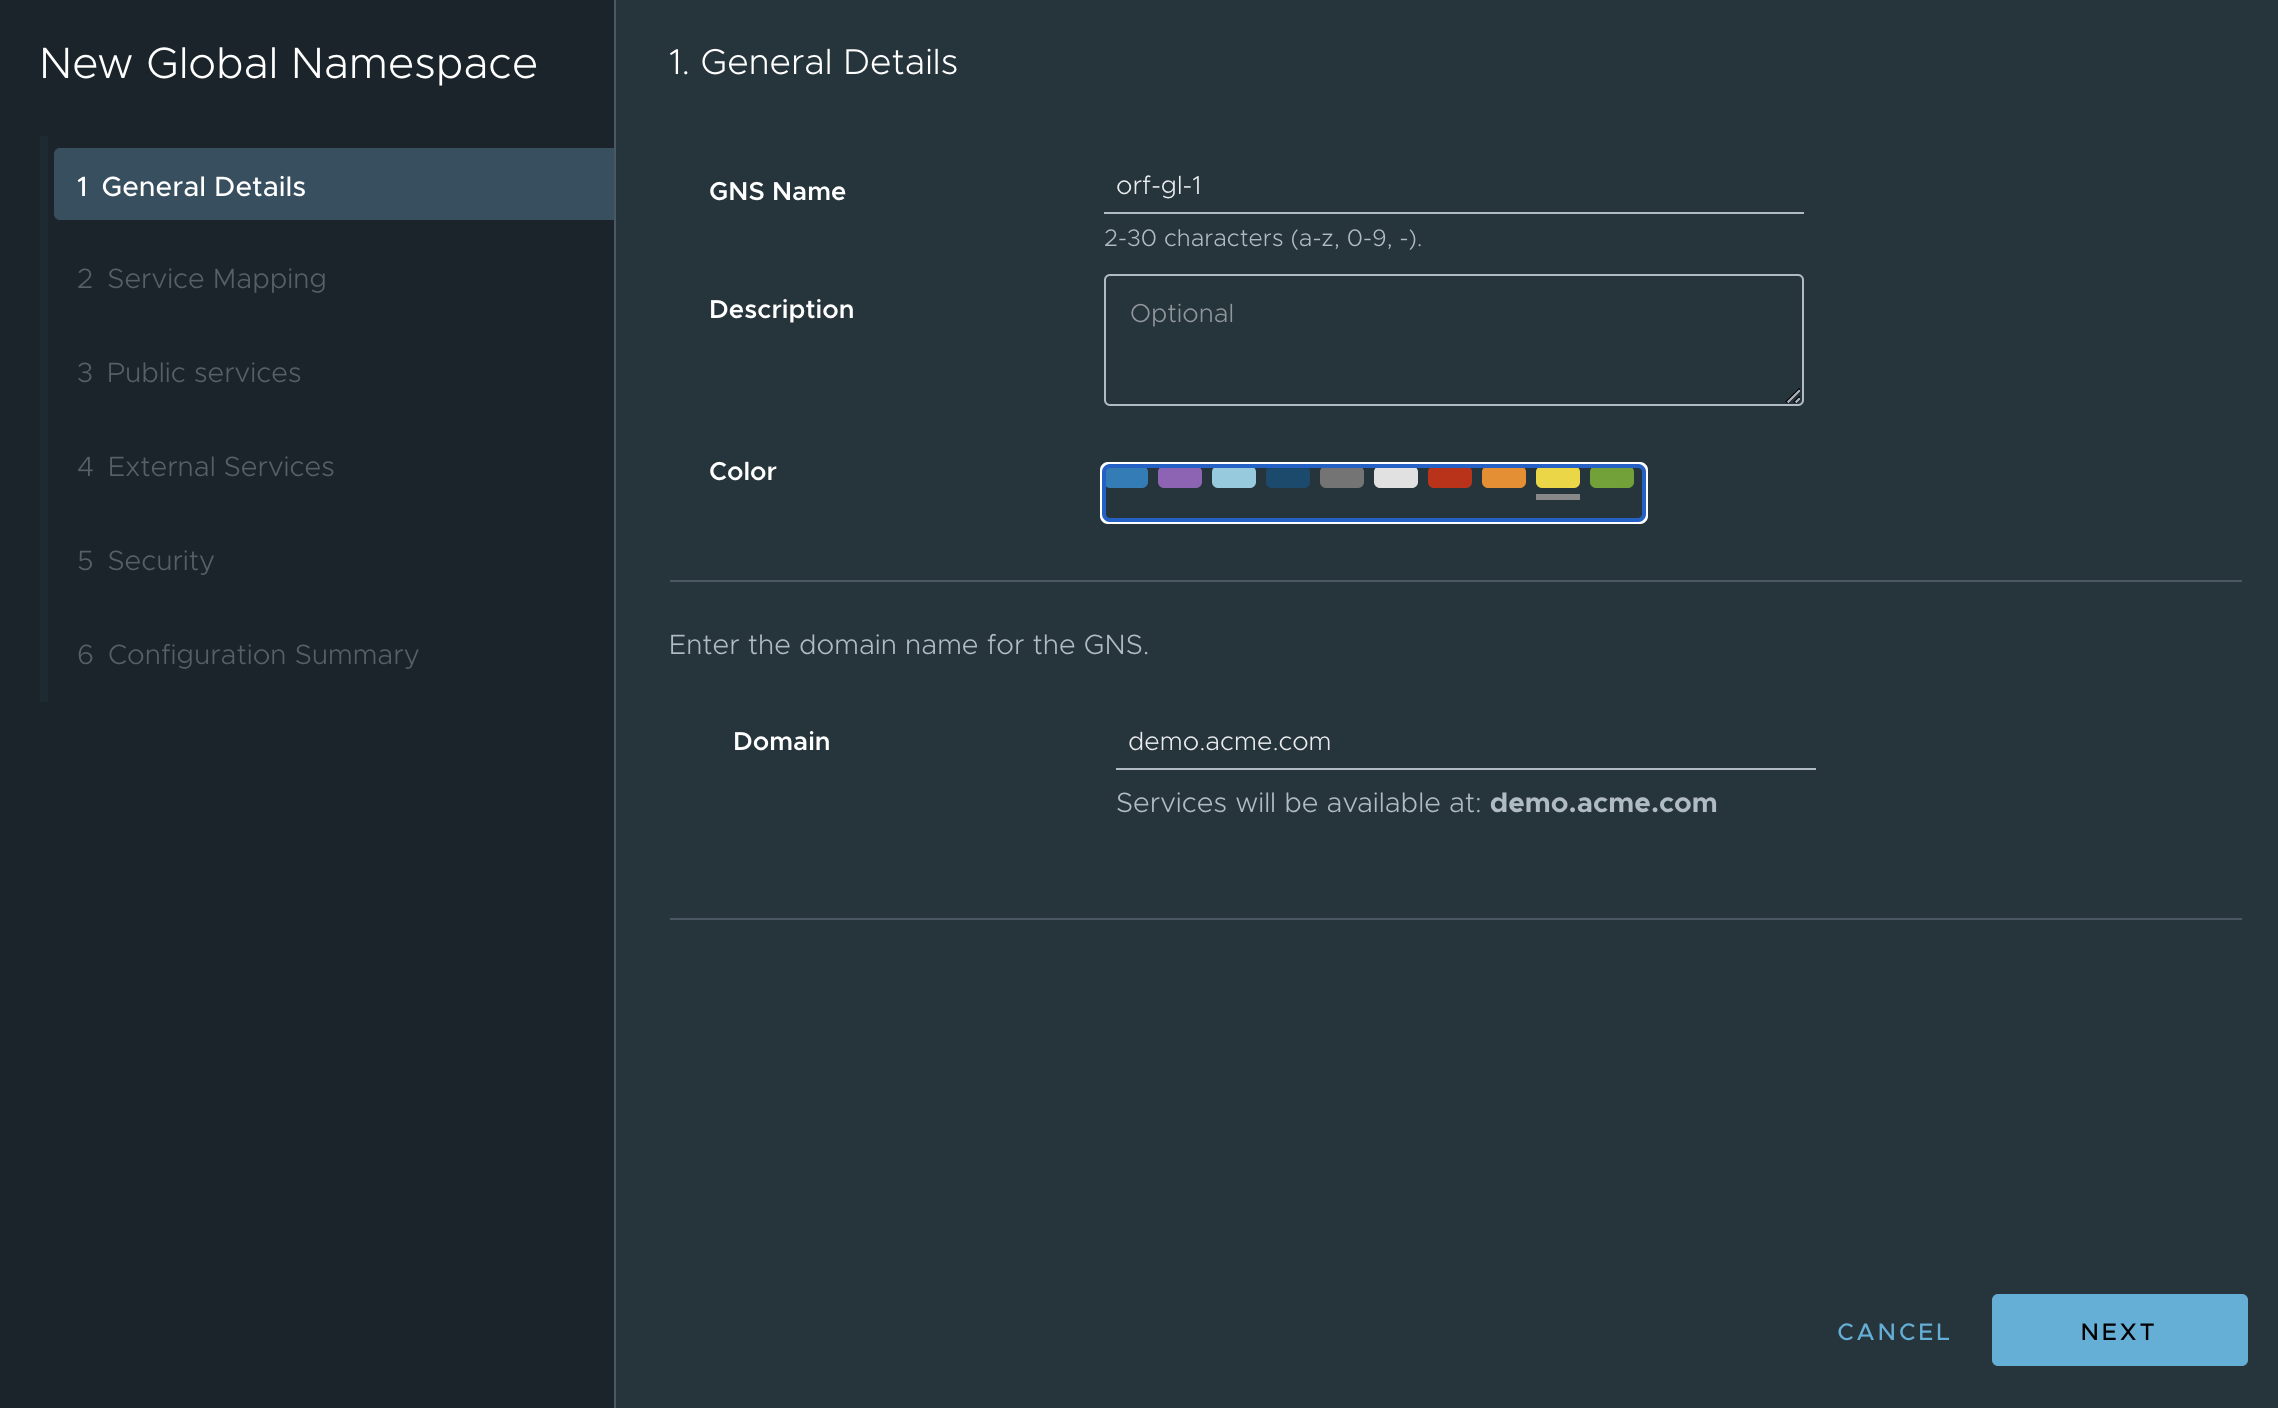 New Global Namespace
1 General Details
2 Service Mapping
3 Public services
4 External Services
5 Security
6 Configuration Summary
1. General Details
GNS Name
orf-gl-1
2-30 characters (a-z, 0-9, -).
Description
Optional
Color
Enter the domain name for the GNS.
Domain
demo.acme.com
Services will be available at: demo.acme.com
CANCEL
NEXT